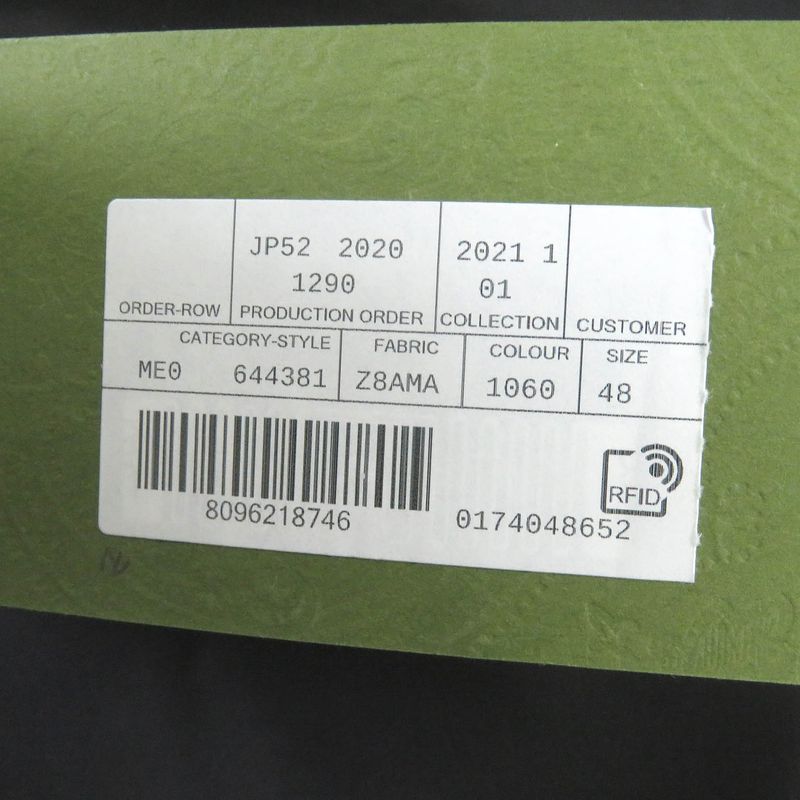 JP52 2020
1290
2021 1
01
ORDER-ROW PRODUCTION ORDER COLLECTION CUSTOMER
CATEGORY-STYLE FABRIC COLOUR SIZE
ME0 644381 Z8AMA 1060 48
8096218746 0174048652
RFID